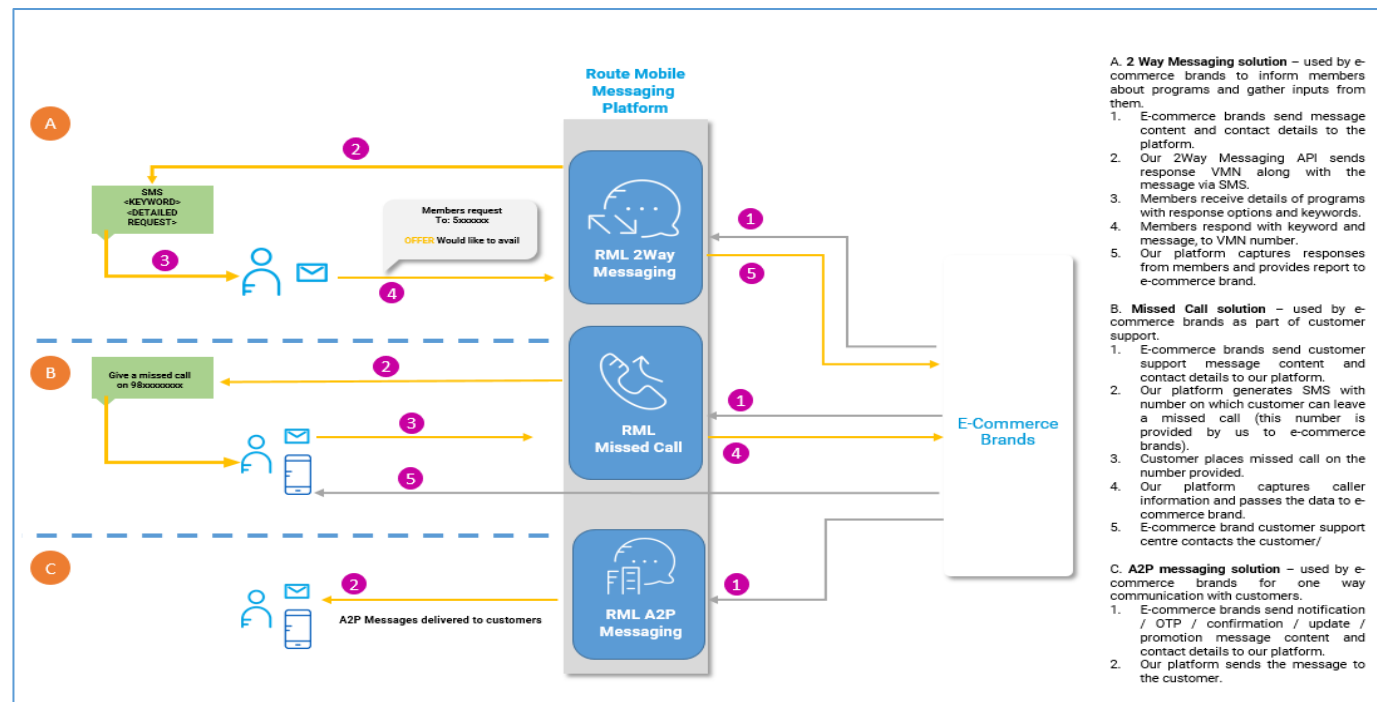 Route Mobile
Messaging
Platform
A
2
SMS
<KEYWORD>
<DETAILED
REQUEST>
3
Members request
To: 5xxxxxx
OFFER Would like to avail
4
RML 2Way
Messaging
1
5
B
Give a missed call
on 98xxxxxxxx
2
3
RML
Missed Call
1
4
5
E-Commerce
Brands
C
2
A2P Messages delivered to customers
RML A2P
Messaging
1
A. 2 Way Messaging solution – used by e-
commerce brands to inform members
about programs and gather inputs from
them.
1. E-commerce brands send message
content and contact details to the
platform.
2. Our 2Way Messaging API sends
response VMN along with the
message via SMS.
3. Members receive details of programs
with response options and keywords.
4. Members respond with keyword and
message, to VMN number.
5. Our platform captures responses
from members and provides report to
e-commerce brand.
B. Missed Call solution – used by e-
commerce brands as part of customer
support.
1. E-commerce brands send customer
support message content and
contact details to our platform.
2. Our platform generates SMS with
number on which customer can leave
a missed call (this number is
provided by us to e-commerce
brands).
3. Customer places missed call on the
number provided.
4. Our platform captures caller
information and passes the data to e-
commerce brand.
5. E-commerce brand customer support
centre contacts the customer/
C. A2P messaging solution – used by e-
commerce brands for one way
communication with customers.
1. E-commerce brands send notification
/ OTP / confirmation / update /
promotion message content and
contact details to our platform.
2. Our platform sends the message to
the customer.